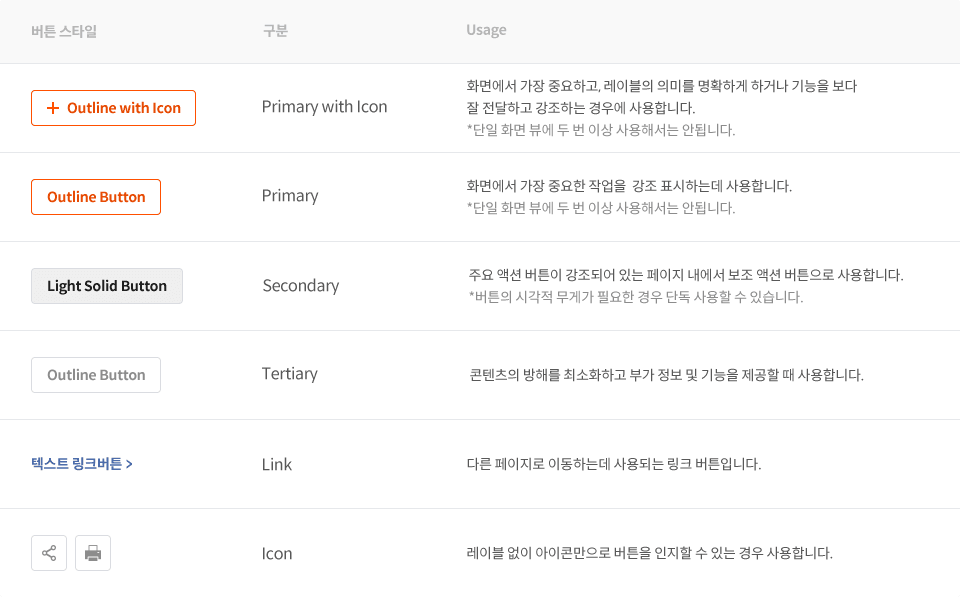 버튼 스타일 구분 Usage
Outline with Icon
Primary with Icon
화면에서 가장 중요하고, 레이블의 의미를 명확하게 하거나 기능을 보다
잘 전달하고 강조하는 경우에 사용합니다.
*단일 화면 뷰에 두 번 이상 사용해서는 안됩니다.
Outline Button
Primary
화면에서 가장 중요한 작업을 강조 표시하는데 사용합니다.
*단일 화면 뷰에 두 번 이상 사용해서는 안됩니다.
Light Solid Button
Secondary
주요 액션 버튼이 강조되어 있는 페이지 내에서 보조 액션 버튼으로 사용합니다.
*버튼의 시각적 무게가 필요한 경우 단독 사용할 수 있습니다.
Outline Button
Tertiary
콘텐츠의 방해를 최소화하고 부가 정보 및 기능을 제공할 때 사용합니다.
텍스트 링크버튼 >
Link
다른 페이지로 이동하는데 사용되는 링크 버튼입니다.
Icon
레이블 없이 아이콘만으로 버튼을 인지할 수 있는 경우 사용합니다.